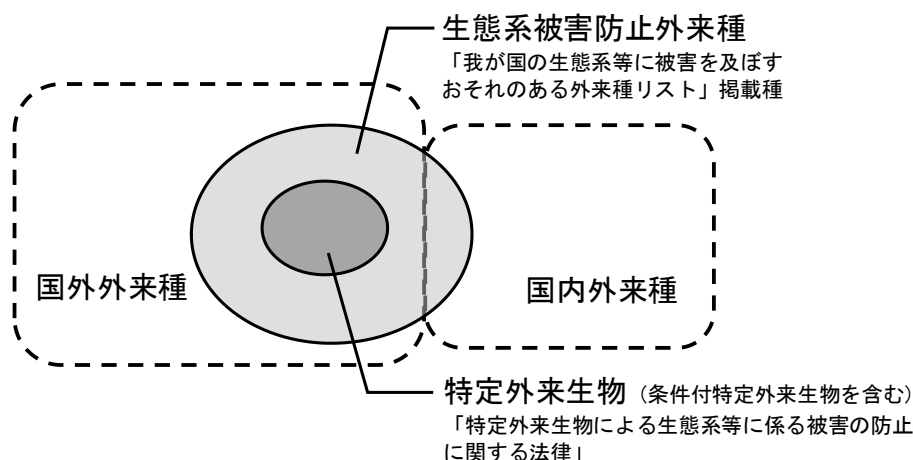 生態系被害防止外来種
「我が国の生態系等に被害を及ぼす
おそれのある外来種リスト」掲載種
国外外来種
国内外来種
特定外来生物（条件付特定外来生物を含む）
「特定外来生物による生態系等に係る被害の防止
に関する法律」